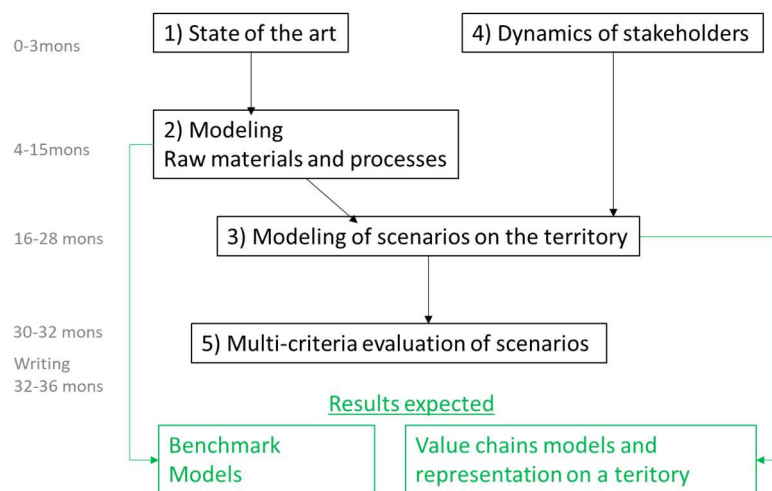 0-3mons
1) State of the art
4) Dynamics of stakeholders
4-15mons
2) Modeling
Raw materials and processes
16-28 mons
3) Modeling of scenarios on the territory
30-32 mons
5) Multi-criteria evaluation of scenarios
Writing
32-36 mons
Results expected
Benchmark
Models
Value chains models and
representation on a teritory